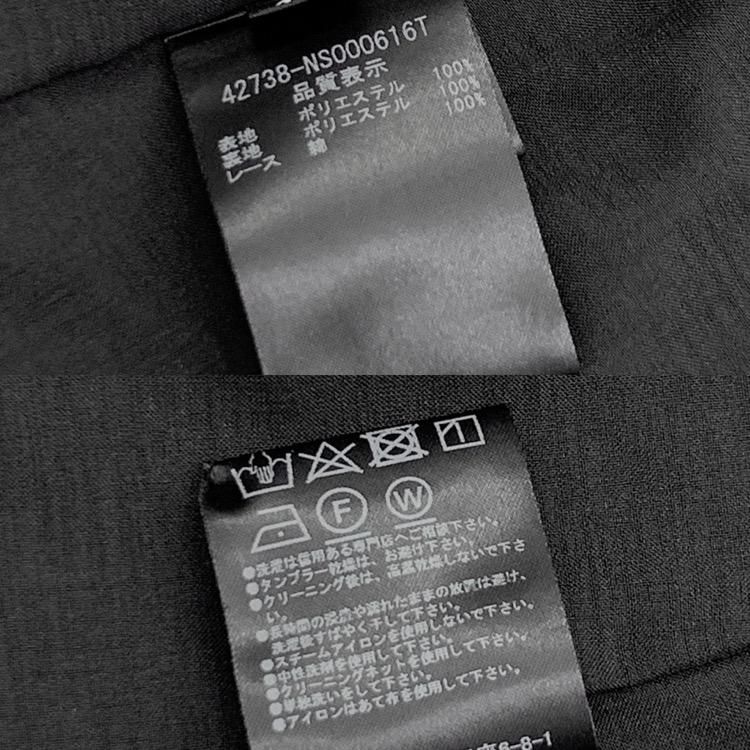 42738-NS000616T
品質表示
表地 ポリエステル 100%
裏地 ポリエステル 100%
レース 綿 100%
1
F W
●洗濯は信用ある専門店へご相談下さい。
●タンブラー乾燥は、お避け下さい。
●クリーニング後は、高温乾燥しないで下さ
い。
●長時間の浸漬や濡れたままの放置は避け、
洗濯後すばやく干して下さい。
●スチームアイロンを使用しないで下さい。
●中性洗剤を使用して下さい。
●クリーニングネットを使用して下さい。
●単独洗いをして下さい。
●アイロンはあて布を使用して下さい。
6-8-1